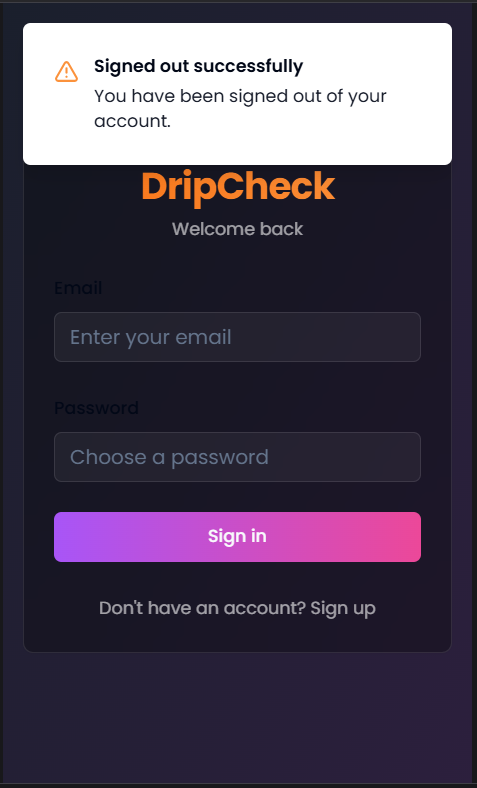 Signed out successfully
You have been signed out of your
account.
DripCheck
Welcome back
Email
Enter your email
Password
Choose a password
Sign in
Don't have an account? Sign up